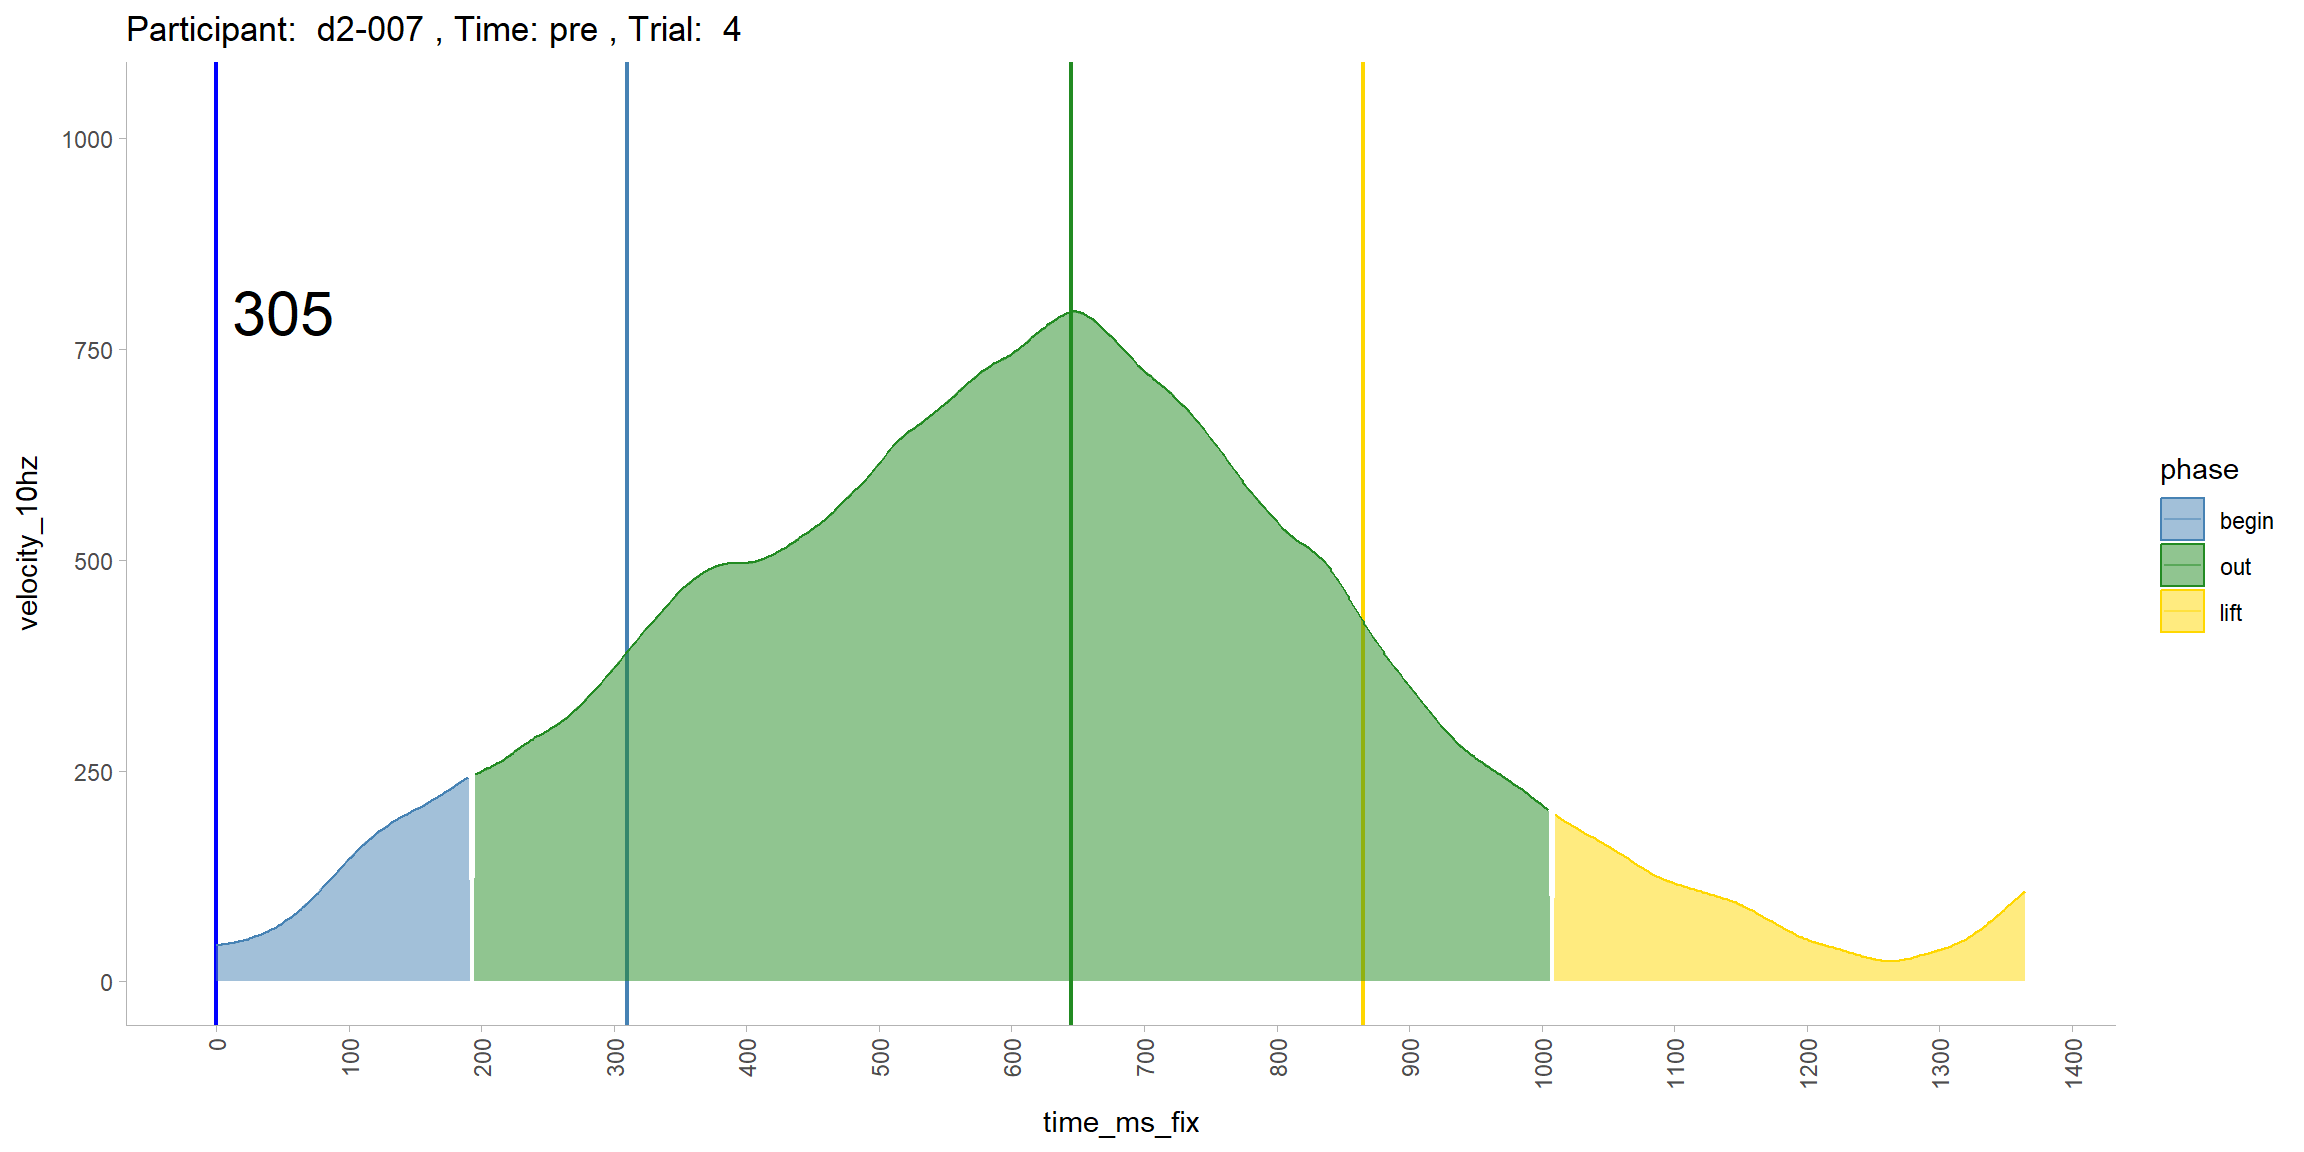 Participant:  d2-007 , Time: pre , Trial:  4
1000
750
500
250
0
velocity_10hz
305
0 100 200 300 400 500 600 700 800 900 1000 1100 1200 1300 1400
time_ms_fix
phase
begin
out
lift